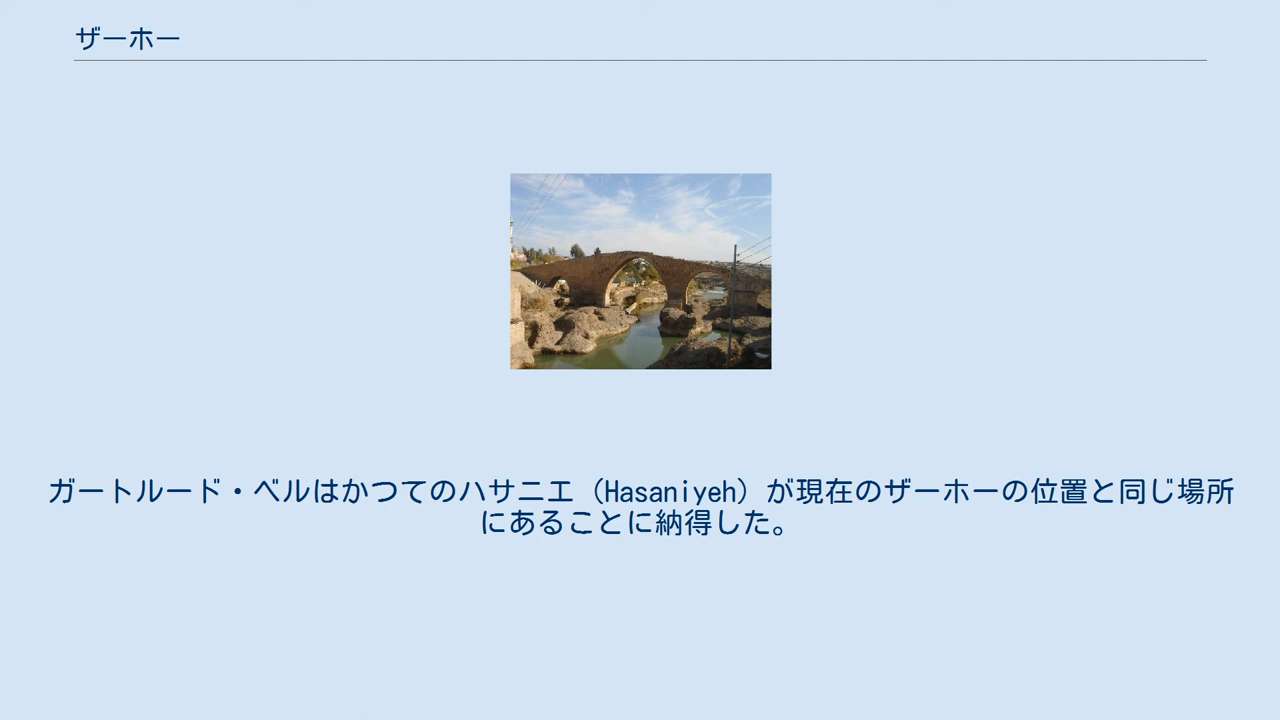 ザーホー
ガートルード・ベルはかつてのハサニエ（Hasaniyeh）が現在のザーホーの位置と同じ場所
にあることに納得した。